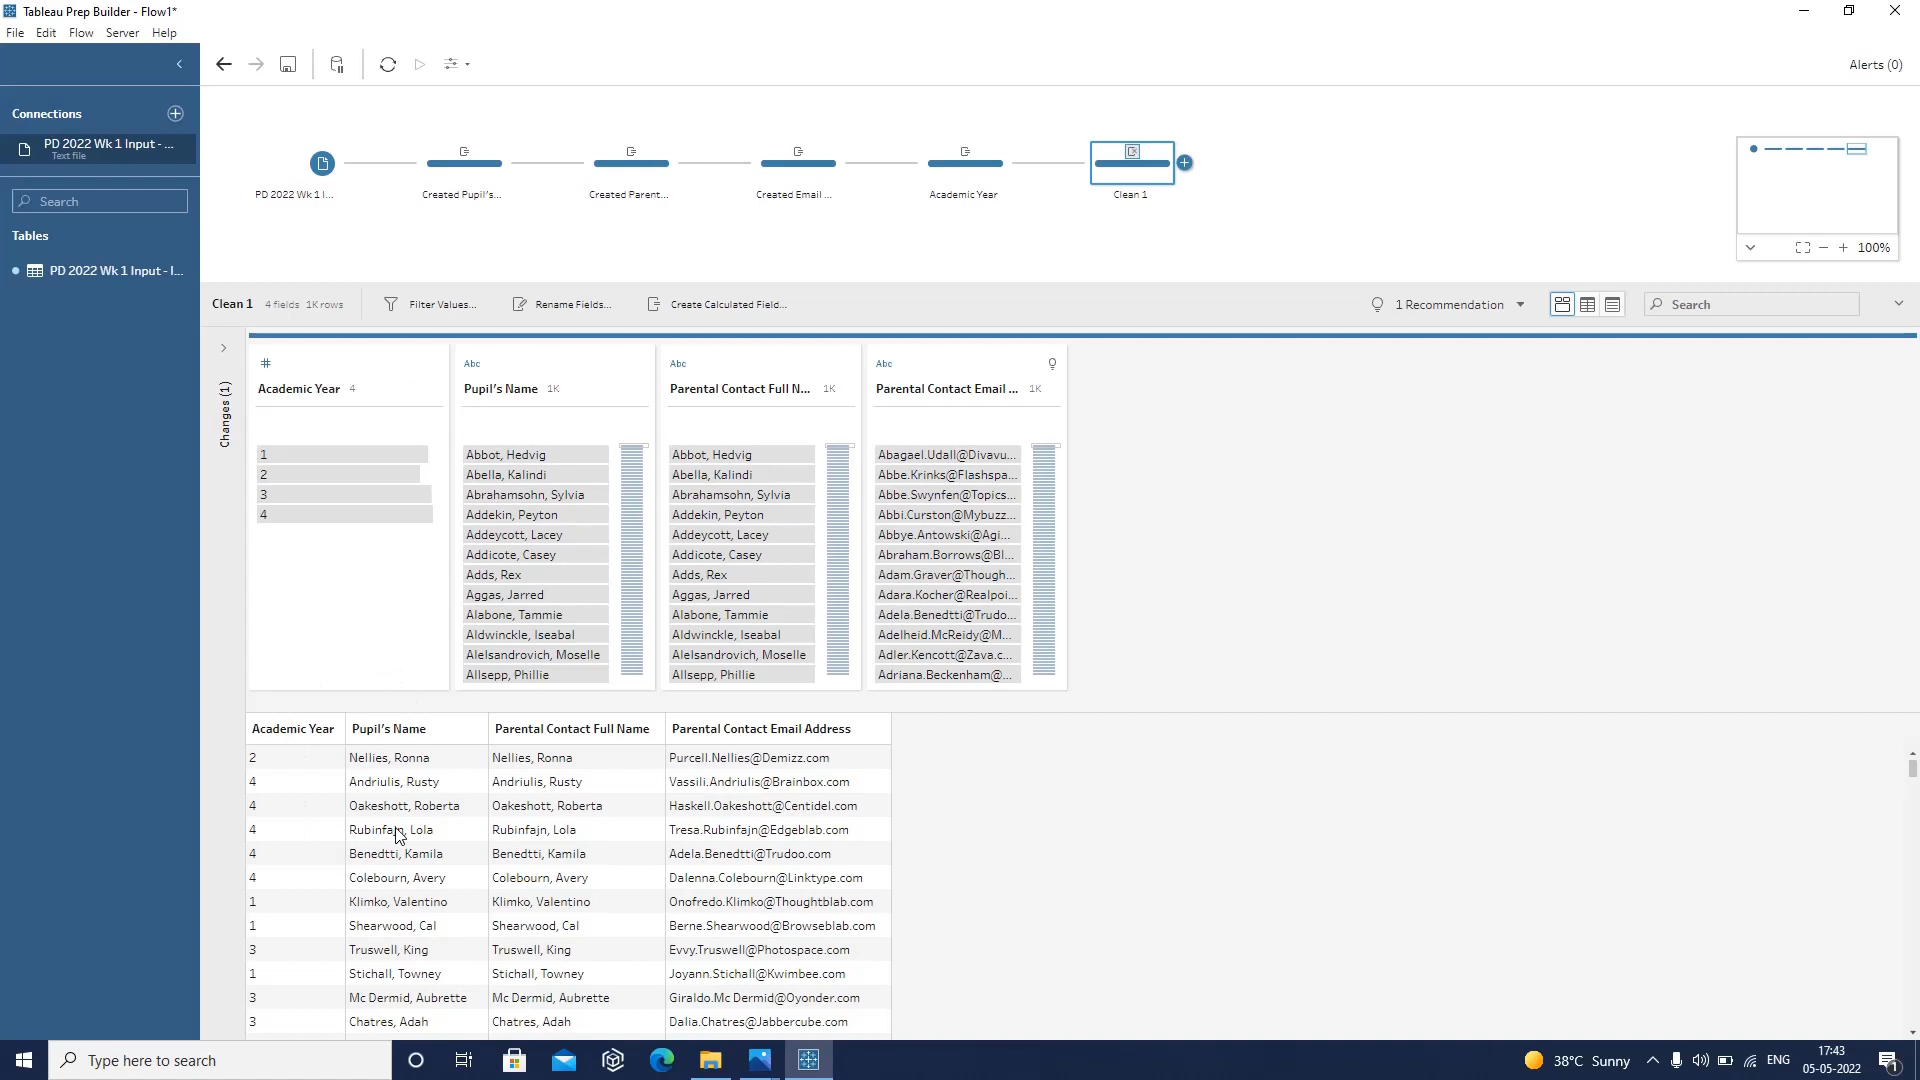 Tableau Prep Builder - Flow1*
File Edit Flow Server Help
Alerts (0)
Connections
PD 2022 Wk 1 Input - ...
Text file
Search
Tables
PD 2022 Wk 1 Input - I...
PD 2022 Wk 1 I...
Created Pupil's...
Created Parent...
Created Email ...
Academic Year
Clean 1
100%
Clean 1 4 fields 1K rows Filter Values... Rename Fields... Create Calculated Field... 1 Recommendation Search
Changes (1)
#
Academic Year 4
1
2
3
4
Abc
Pupil's Name 1K
Abbot, Hedvig
Abella, Kalindi
Abrahamsohn, Sylvia
Addekin, Peyton
Addeycott, Lacey
Addicote, Casey
Adds, Rex
Aggas, Jarred
Alabone, Tammie
Aldwinckle, Iseabal
Alelsandrovich, Moselle
Allsepp, Phillie
Abc
Parental Contact Full N... 1K
Abbot, Hedvig
Abella, Kalindi
Abrahamsohn, Sylvia
Addekin, Peyton
Addeycott, Lacey
Addicote, Casey
Adds, Rex
Aggas, Jarred
Alabone, Tammie
Aldwinckle, Iseabal
Alelsandrovich, Moselle
Allsepp, Phillie
Abc
Parental Contact Email ... 1K
Abagael.Udall@Divavu...
Abbe.Krinks@Flashspa...
Abbe.Swynfen@Topics...
Abbi.Curston@Mybuzz...
Abbye.Antowski@Agi...
Abraham.Borrows@Bl...
Adam.Graver@Though...
Adara.Kocher@Realpoi...
Adela.Benedtti@Trudo...
Adelheid.McReidy@M...
Adler.Kencott@Zava.c...
Adriana.Beckenham@...
Academic Year Pupil's Name Parental Contact Full Name Parental Contact Email Address
2 Nellies, Ronna Nellies, Ronna Purcell.Nellies@Demizz.com
4 Andriulis, Rusty Andriulis, Rusty Vassili.Andriulis@Brainbox.com
4 Oakeshott, Roberta Oakeshott, Roberta Haskell.Oakeshott@Centidel.com
4 Rubinfajn, Lola Rubinfajn, Lola Tresa.Rubinfajn@Edgeblab.com
4 Benedtti, Kamila Benedtti, Kamila Adela.Benedtti@Trudoo.com
4 Colebourn, Avery Colebourn, Avery Dalenna.Colebourn@Linktype.com
1 Klimko, Valentino Klimko, Valentino Onofredo.Klimko@Thoughtblab.com
1 Shearwood, Cal Shearwood, Cal Berne.Shearwood@Browseblab.com
3 Truswell, King Truswell, King Evvy.Truswell@Photospace.com
1 Stichall, Towney Stichall, Towney Joyann.Stichall@Kwimbee.com
3 Mc Dermid, Aubrette Mc Dermid, Aubrette Giraldo.Mc Dermid@Oyonder.com
3 Chatres, Adah Chatres, Adah Dalia.Chatres@Jabbercube.com
Type here to search
38°C Sunny
ENG
17:43
05-05-2022
1